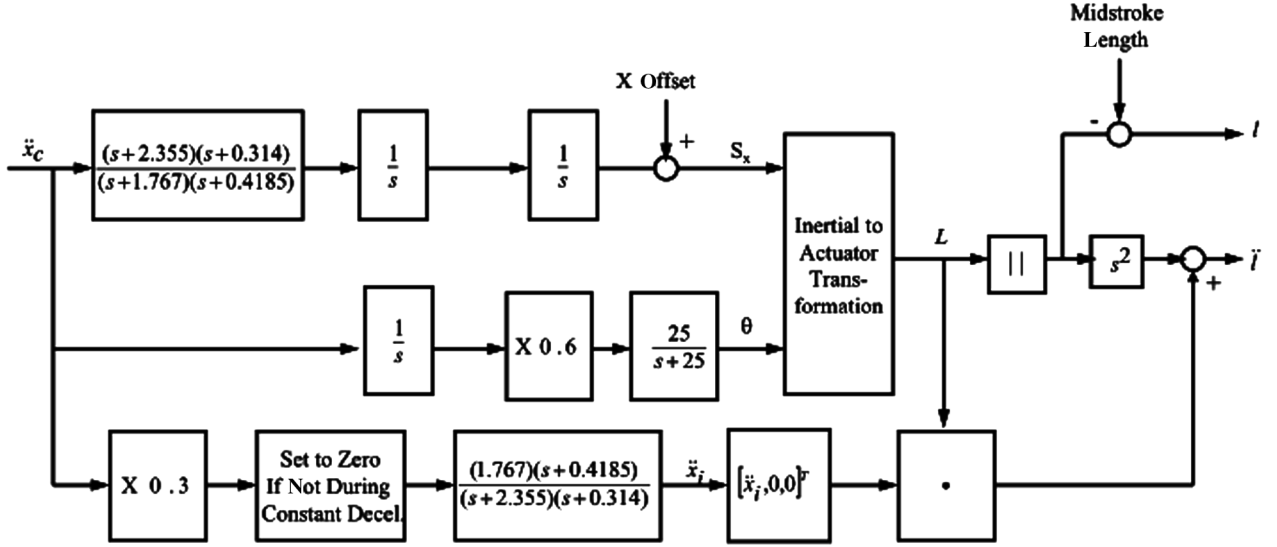 Midstroke
Length
X Offset
ẍc
(s+2.355)(s+0.314)
(s+1.767)(s+0.4185)
1
s
1
s
+
Sx
-
l
Inertial to
Actuator
Trans-
formation
L
| |
s²
l̈
+
1
s
X 0.6
25
s+25
θ
X 0.3
Set to Zero
If Not During
Constant Decel.
(1.767)(s+0.4185)
(s+2.355)(s+0.314)
ẍi
[ẍi,0,0]ᵀ
·